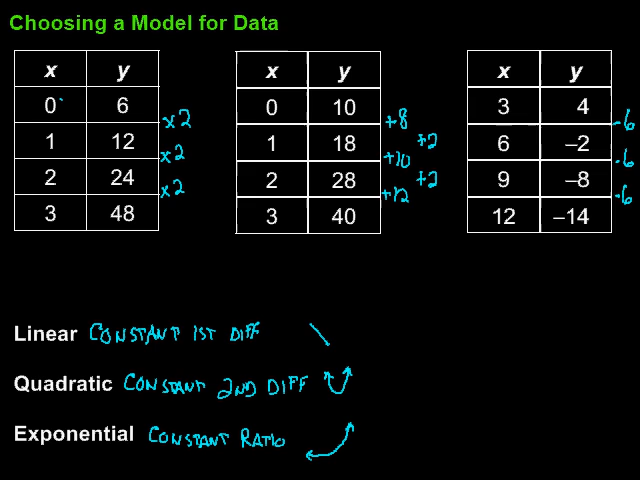 Choosing a Model for Data
x y
0 6
1 12
2 24
3 48
x2
x2
x2
x y
0 10
1 18
2 28
3 40
+8
+10
+12
+2
+2
x y
3 4
6 –2
9 –8
12 –14
-6
-6
-6
Linear CONSTANT 1ST DIFF
Quadratic CONSTANT 2ND DIFF
Exponential CONSTANT RATIO